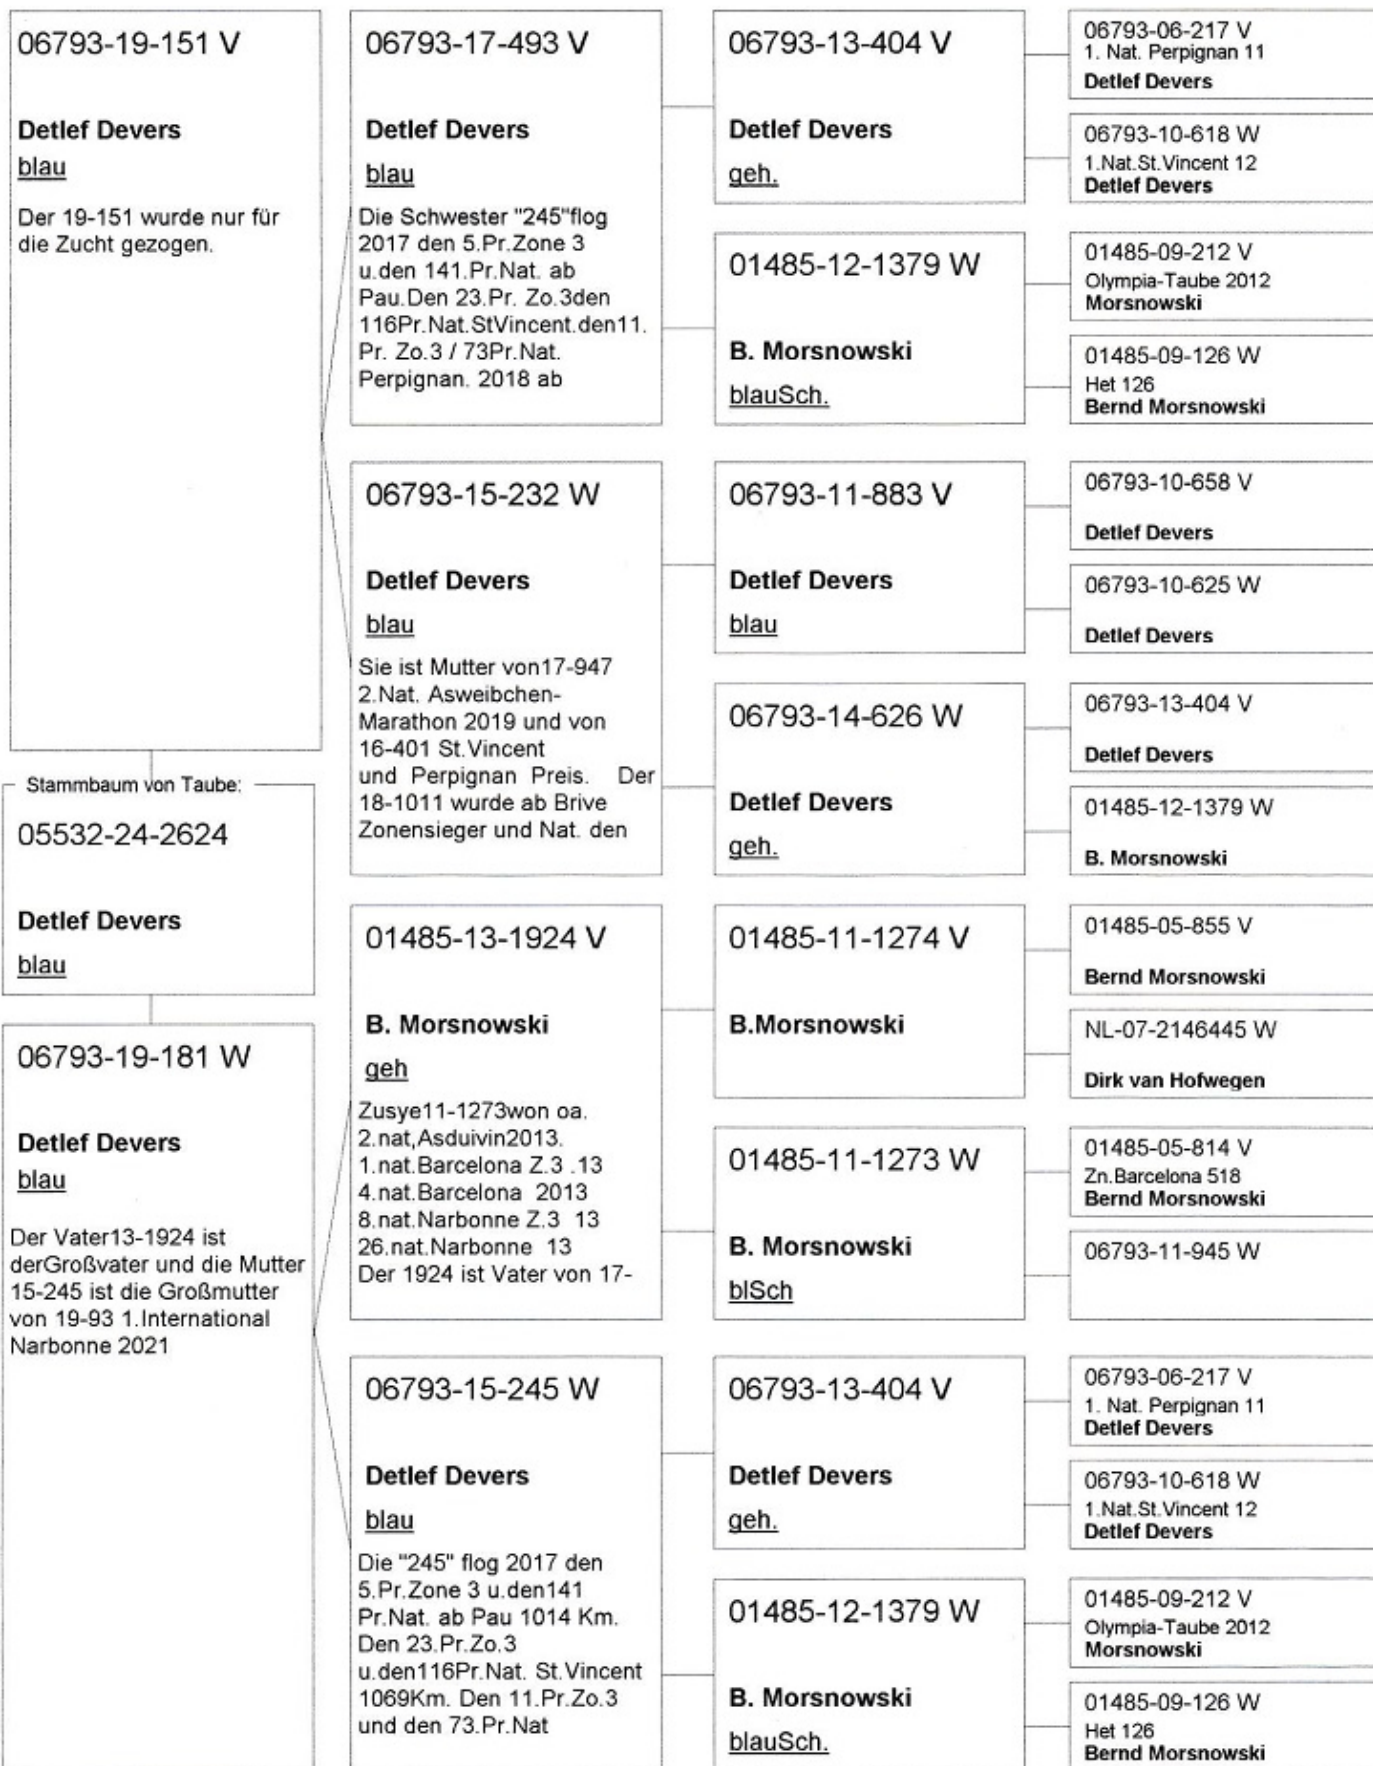 06793-19-151 V
Detlef Devers
blau
Der 19-151 wurde nur für
die Zucht gezogen.
Stammbaum von Taube:
05532-24-2624
Detlef Devers
blau
06793-19-181 W
Detlef Devers
blau
Der Vater13-1924 ist
derGroßvater und die Mutter
15-245 ist die Großmutter
von 19-93 1.International
Narbonne 2021
06793-17-493 V
Detlef Devers
blau
Die Schwester "245"flog
2017 den 5.Pr.Zone 3
u.den 141.Pr.Nat. ab
Pau.Den 23.Pr. Zo.3den
116Pr.Nat.StVincent.den11.
Pr. Zo.3 / 73Pr.Nat.
Perpignan. 2018 ab
06793-15-232 W
Detlef Devers
blau
Sie ist Mutter von17-947
2.Nat. Asweibchen-
Marathon 2019 und von
16-401 St.Vincent
und Perpignan Preis. Der
18-1011 wurde ab Brive
Zonensieger und Nat. den
01485-13-1924 V
B. Morsnowski
geh
Zusye11-1273won oa.
2.nat,Asduivin2013.
1.nat.Barcelona Z.3 .13
4.nat.Barcelona 2013
8.nat.Narbonne Z.3 13
26.nat.Narbonne 13
Der 1924 ist Vater von 17-
06793-15-245 W
Detlef Devers
blau
Die "245" flog 2017 den
5.Pr.Zone 3 u.den141
Pr.Nat. ab Pau 1014 Km.
Den 23.Pr.Zo.3
u.den116Pr.Nat. St.Vincent
1069Km. Den 11.Pr.Zo.3
und den 73.Pr.Nat
06793-13-404 V
Detlef Devers
geh.
01485-12-1379 W
B. Morsnowski
blauSch.
06793-11-883 V
Detlef Devers
blau
06793-14-626 W
Detlef Devers
geh.
01485-11-1274 V
B.Morsnowski
01485-11-1273 W
B. Morsnowski
blSch
06793-13-404 V
Detlef Devers
geh.
01485-12-1379 W
B. Morsnowski
blauSch.
06793-06-217 V
1. Nat. Perpignan 11
Detlef Devers
06793-10-618 W
1.Nat.St.Vincent 12
Detlef Devers
01485-09-212 V
Olympia-Taube 2012
Morsnowski
01485-09-126 W
Het 126
Bernd Morsnowski
06793-10-658 V
Detlef Devers
06793-10-625 W
Detlef Devers
06793-13-404 V
Detlef Devers
01485-12-1379 W
B. Morsnowski
01485-05-855 V
Bernd Morsnowski
NL-07-2146445 W
Dirk van Hofwegen
01485-05-814 V
Zn.Barcelona 518
Bernd Morsnowski
06793-11-945 W
06793-06-217 V
1. Nat. Perpignan 11
Detlef Devers
06793-10-618 W
1.Nat.St.Vincent 12
Detlef Devers
01485-09-212 V
Olympia-Taube 2012
Morsnowski
01485-09-126 W
Het 126
Bernd Morsnowski